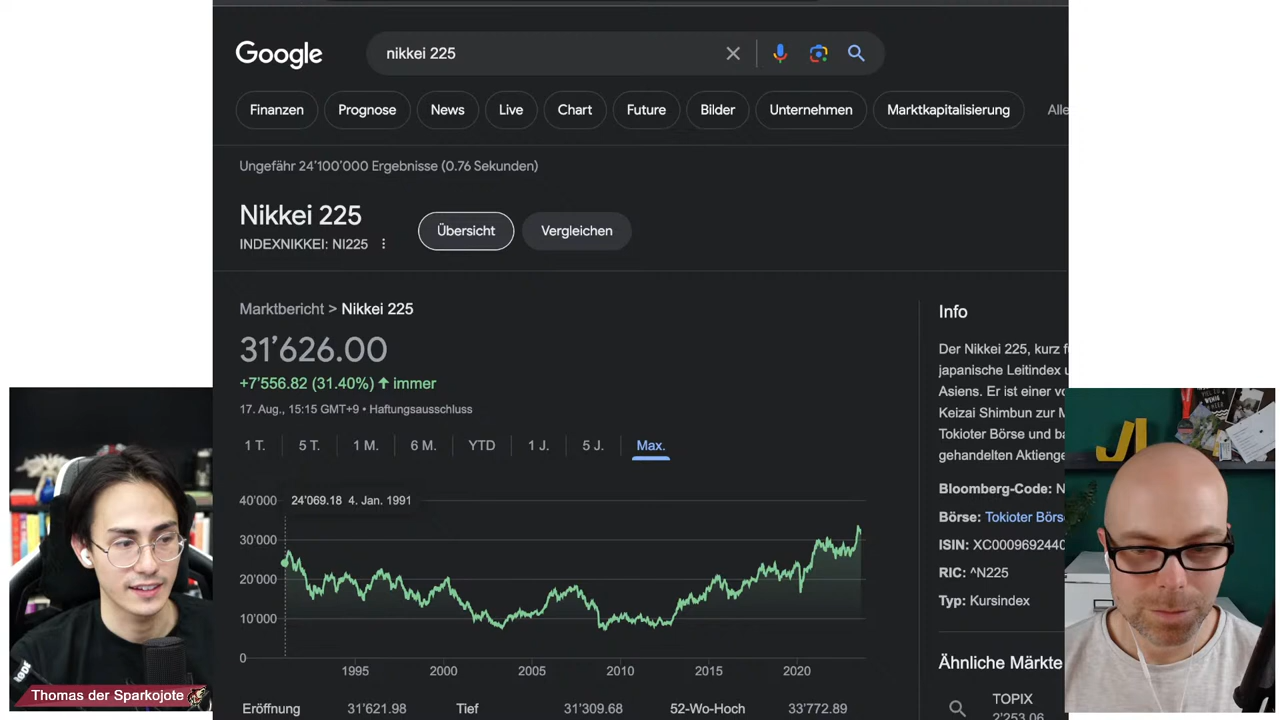 Google
nikkei 225
Finanzen
Prognose
News
Live
Chart
Future
Bilder
Unternehmen
Marktkapitalisierung
Alle
Ungefähr 24’100’000 Ergebnisse (0.76 Sekunden)
Nikkei 225
INDEXNIKKEI: NI225
Übersicht
Vergleichen
Marktbericht > Nikkei 225
31’626.00
+7’556.82 (31.40%) ↑ immer
17. Aug., 15:15 GMT+9 • Haftungsausschluss
1 T.
5 T.
1 M.
6 M.
YTD
1 J.
5 J.
Max.
24’069.18 4. Jan. 1991
40’000
30’000
20’000
10’000
0
1995
2000
2005
2010
2015
2020
Eröffnung 31’621.98
Tief 31’309.68
52-Wo-Hoch 33’772.89
Info
Der Nikkei 225, kurz
japanische Leitindex
Asiens. Er ist einer
Keizai Shimbun zur
Tokioter Börse und
gehandelten
Bloomberg-Code: N
Börse: Tokioter Börs
ISIN: XC0009692440
RIC: ^N225
Typ: Kursindex
Ähnliche Märkte
TOPIX
2’253.06
Thomas der Sparkojote